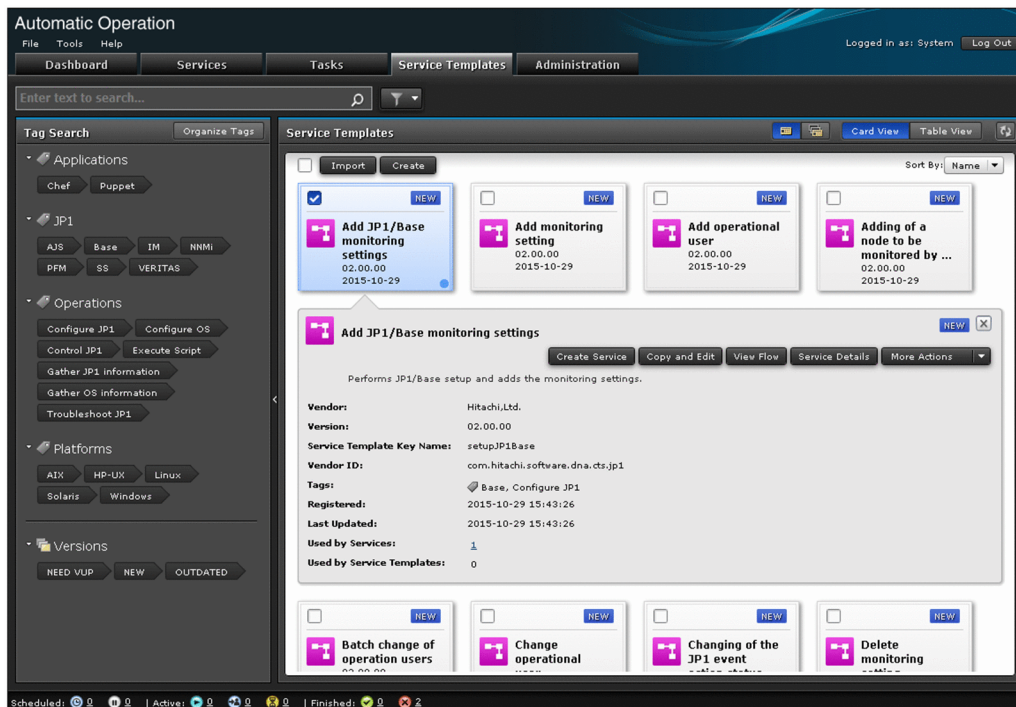 Automatic Operation
File Tools Help
Logged in as: System Log Out
Dashboard Services Tasks Service Templates Administration
Enter text to search...
Tag Search Organize Tags
Applications
Chef Puppet
JP1
AJS Base IM NNMi
PFM SS VERITAS
Operations
Configure JP1 Configure OS
Control JP1 Execute Script
Gather JP1 information
Gather OS information
Troubleshoot JP1
Platforms
AIX HP-UX Linux
Solaris Windows
Versions
NEED VUP NEW OUTDATED
Service Templates Card View Table View
Import Create Sort By: Name
NEW
Add JP1/Base
monitoring
settings
02.00.00
2015-10-29
NEW
Add monitoring
setting
02.00.00
2015-10-29
NEW
Add operational
user
02.00.00
2015-10-29
NEW
Adding of a
node to be
monitored by ...
02.00.00
2015-10-29
Add JP1/Base monitoring settings NEW
Create Service Copy and Edit View Flow Service Details More Actions
Performs JP1/Base setup and adds the monitoring settings.
Vendor: Hitachi,Ltd.
Version: 02.00.00
Service Template Key Name: setupJP1Base
Vendor ID: com.hitachi.software.dna.cts.jp1
Tags: Base, Configure JP1
Registered: 2015-10-29 15:43:26
Last Updated: 2015-10-29 15:43:26
Used by Services: 1
Used by Service Templates: 0
NEW
Batch change of
operation users
NEW
Change
operational
NEW
Changing of the
JP1 event
NEW
Delete
monitoring
Scheduled: 0 0 | Active: 0 0 0 | Finished: 0 2